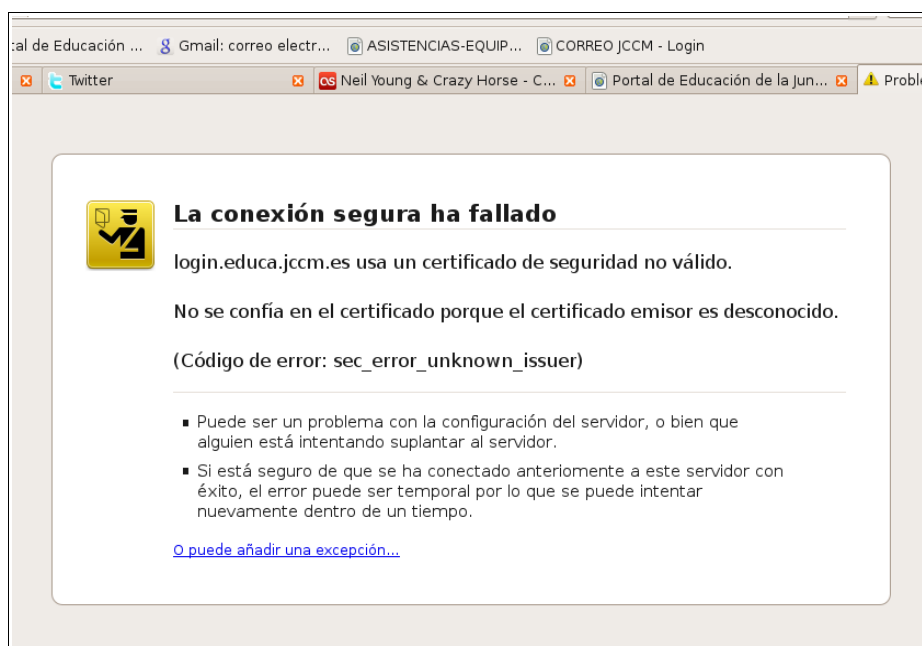 :al de Educación ... Gmail: correo electr... ASISTENCIAS-EQUIP... CORREO JCCM - Login
Twitter Neil Young & Crazy Horse - C... Portal de Educación de la Jun... Proble
La conexión segura ha fallado
login.educa.jccm.es usa un certificado de seguridad no válido.
No se confía en el certificado porque el certificado emisor es desconocido.
(Código de error: sec_error_unknown_issuer)
Puede ser un problema con la configuración del servidor, o bien que
alguien está intentando suplantar al servidor.
Si está seguro de que se ha conectado anteriomente a este servidor con
éxito, el error puede ser temporal por lo que se puede intentar
nuevamente dentro de un tiempo.
O puede añadir una excepción...